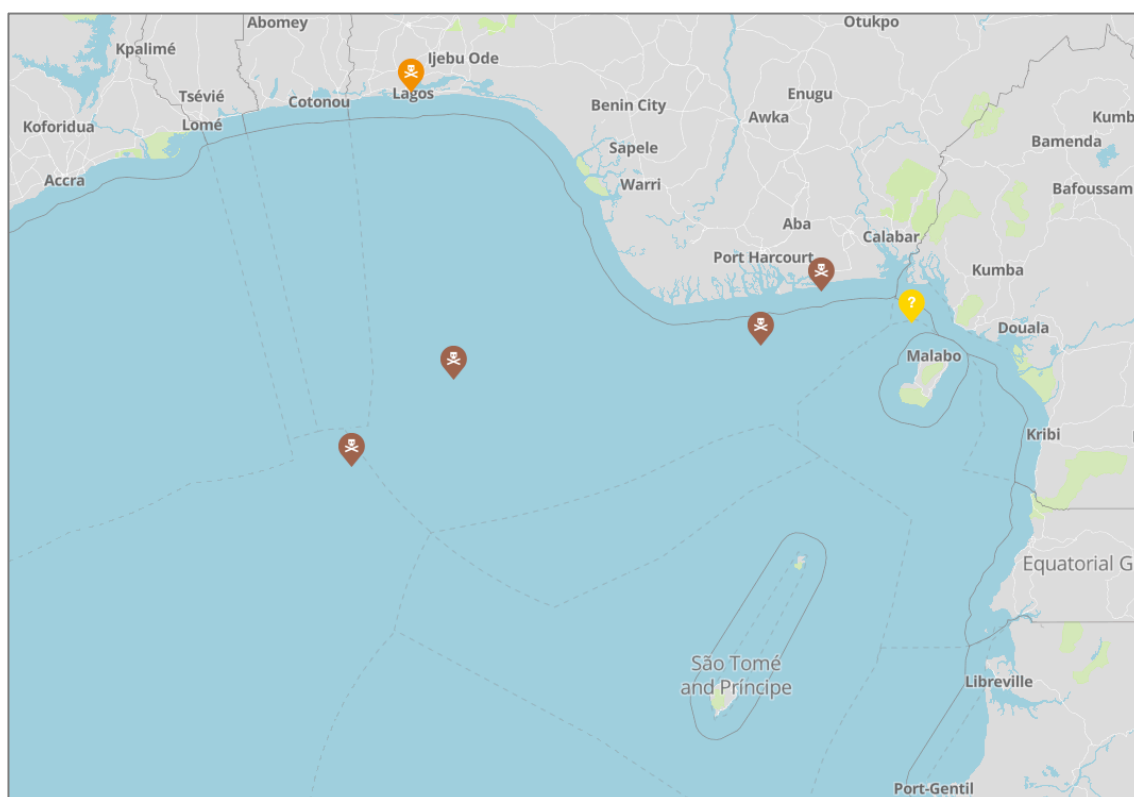 Abomey
Otukpo
Kpalimé
Ijebu Ode
Tsévié
Cotonou
Lagos
Benin City
Enugu
Awka
Kumb
Koforidua
Lomé
Bamenda
Sapele
Accra
Warri
Bafoussam
Aba
Calabar
Port Harcourt
Kumba
?
Douala
Malabo
Kribi
Equatorial G
São Tomé
and Príncipe
Libreville
Port-Gentil